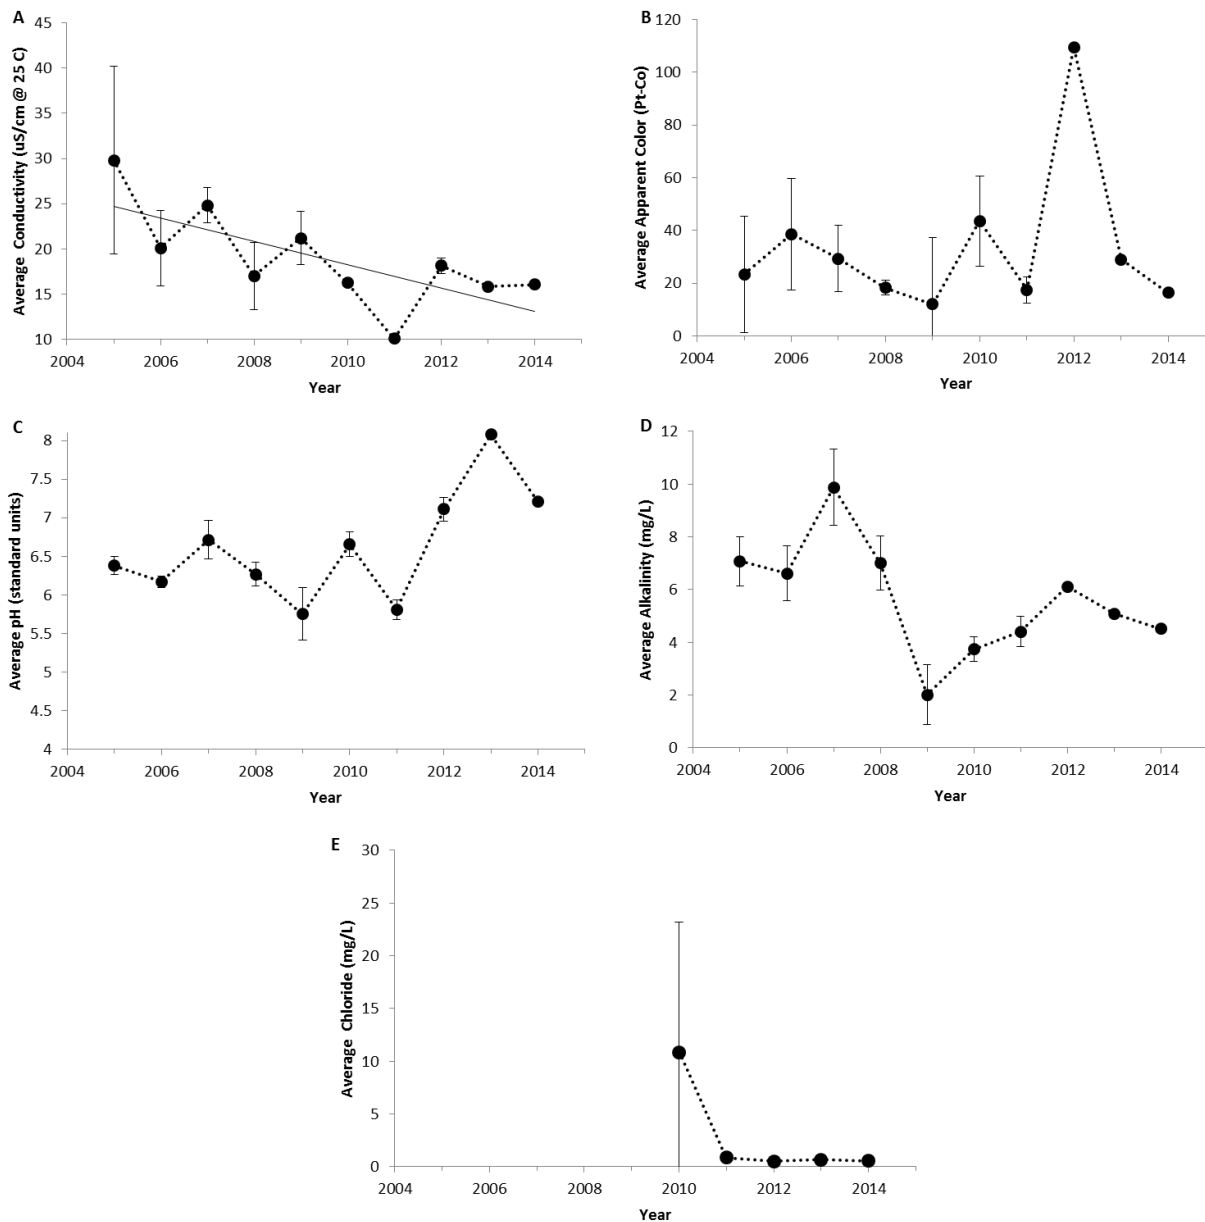 A
Average Conductivity (uS/cm @ 25 C)
45
40
35
30
25
20
15
10
2004 2006 2008 2010 2012 2014
Year
B
Average Apparent Color (Pt-Co)
120
100
80
60
40
20
0
2004 2006 2008 2010 2012 2014
Year
C
Average pH (standard units)
8
7.5
7
6.5
6
5.5
5
4.5
4
2004 2006 2008 2010 2012 2014
Year
D
Average Alkalinity (mg/L)
12
10
8
6
4
2
0
2004 2006 2008 2010 2012 2014
Year
E
Average Chloride (mg/L)
30
25
20
15
10
5
0
2004 2006 2008 2010 2012 2014
Year